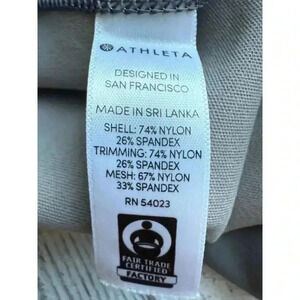 ATHLETA
DESIGNED IN
SAN FRANCISCO
MADE IN SRI LANKA
SHELL: 74% NYLON
26% SPANDEX
TRIMMING: 74% NYLON
26% SPANDEX
MESH: 67% NYLON
33% SPANDEX
RN 54023
FAIR TRADE
CERTIFIED
FACTORY